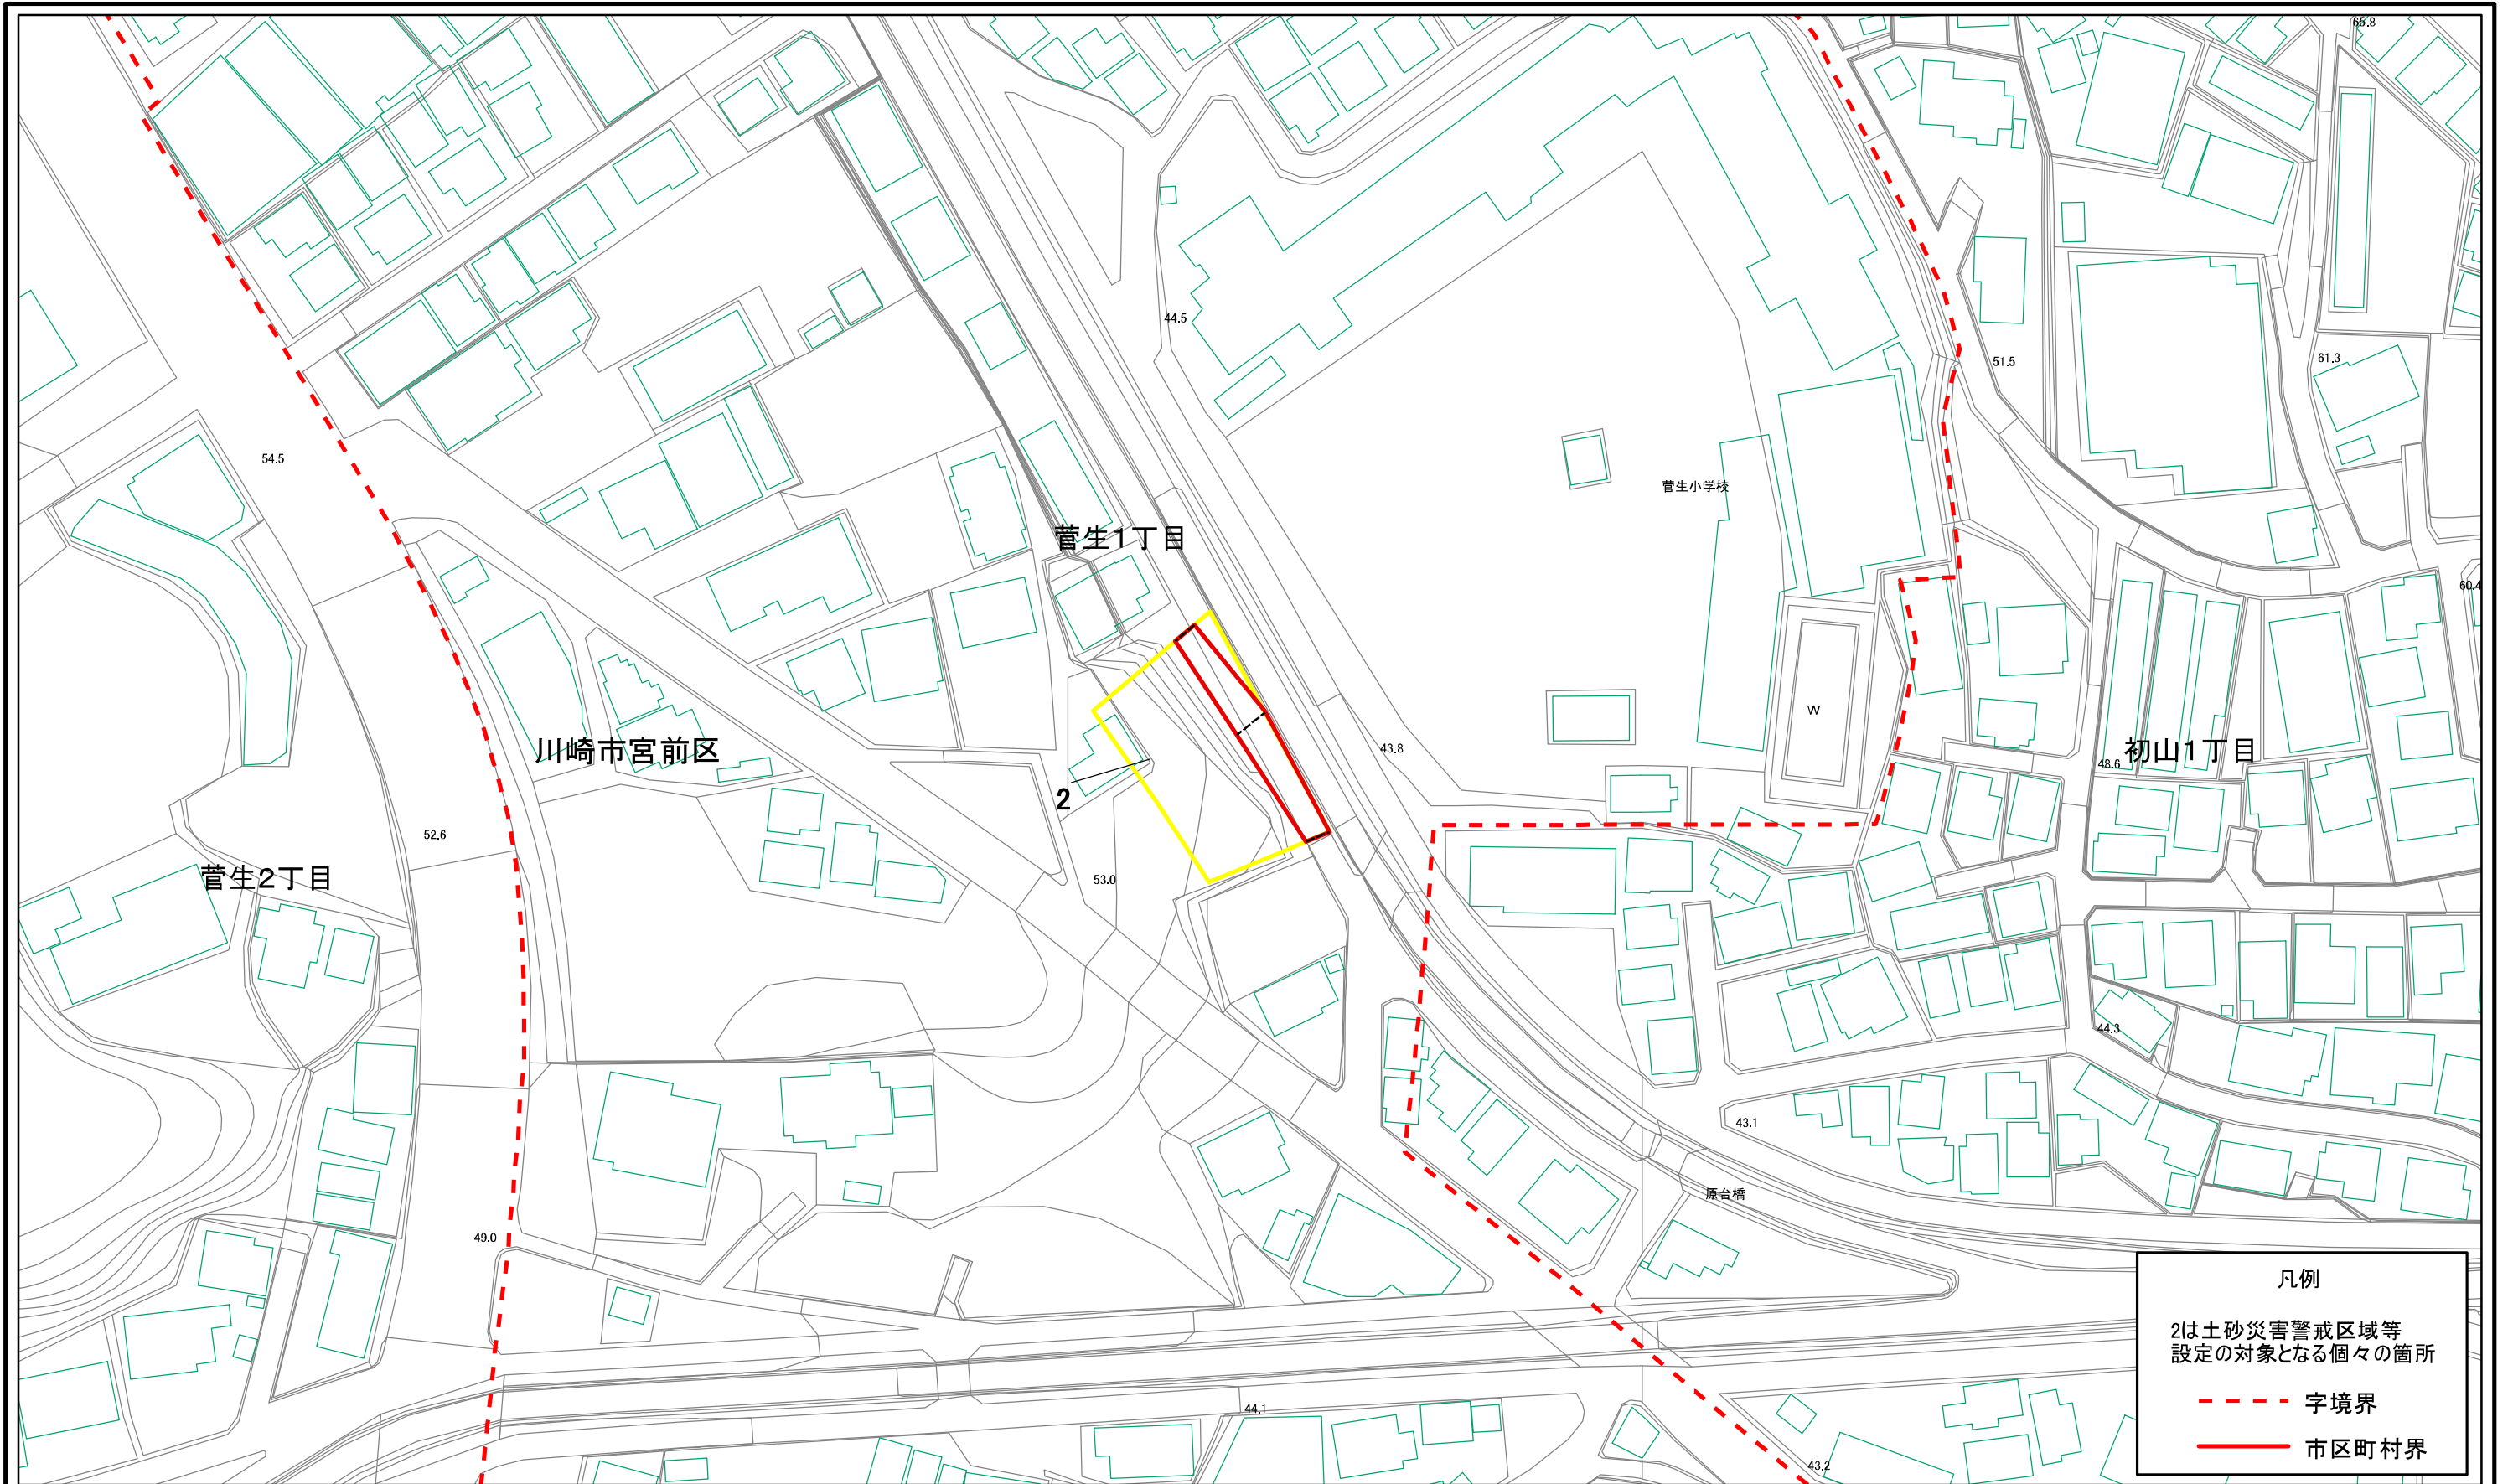 65.8
44.5
51.5
61.3
54.5
菅生小学校
菅生1丁目
60.4
W
43.8
川崎市宮前区
初山1丁目
48.6
2
52.6
菅生2丁目
53.0
44.3
43.1
原台橋
49.0
44.1
43.2
凡例
2は土砂災害警戒区域等
設定の対象となる個々の箇所
字境界
市区町村界